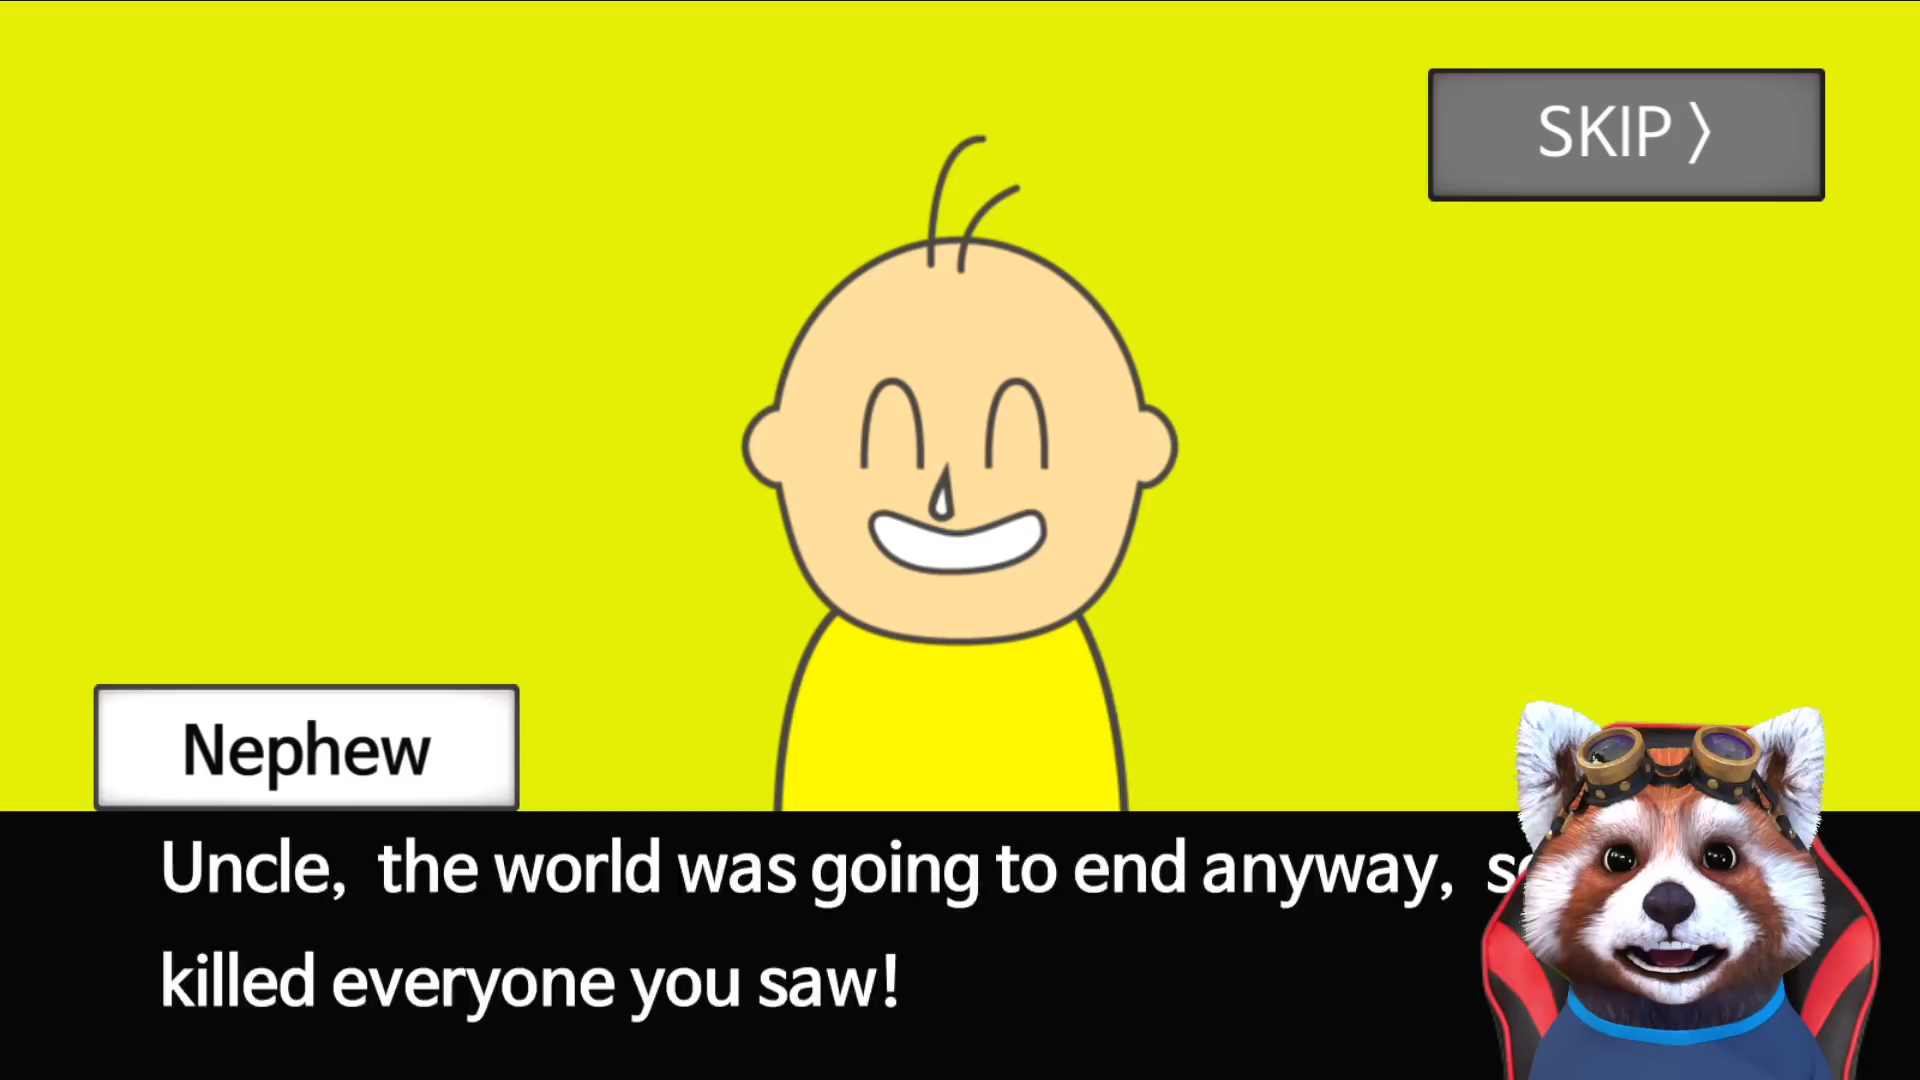 SKIP 〉
Nephew
Uncle, the world was going to end anyway,
killed everyone you saw!